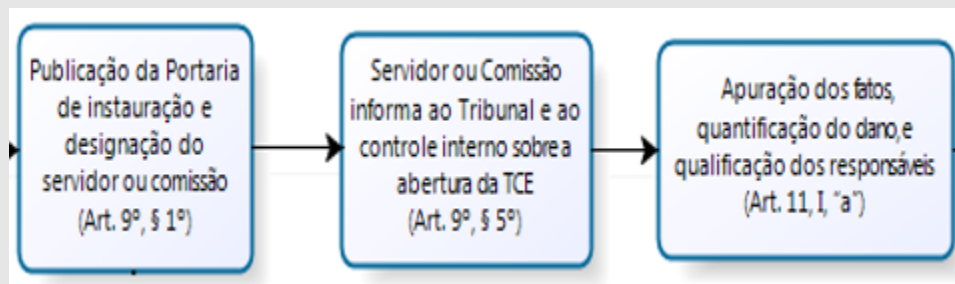 Publicação da Portaria
de instauração e
designação do
servidor ou comissão
(Art. 9º, § 1º)
Servidor ou Comissão
informa ao Tribunal e ao
controle interno sobre a
abertura da TCE
(Art. 9º, § 5º)
Apuração dos fatos,
quantificação do dano, e
qualificação dos responsáveis
(Art. 11, I, "a")